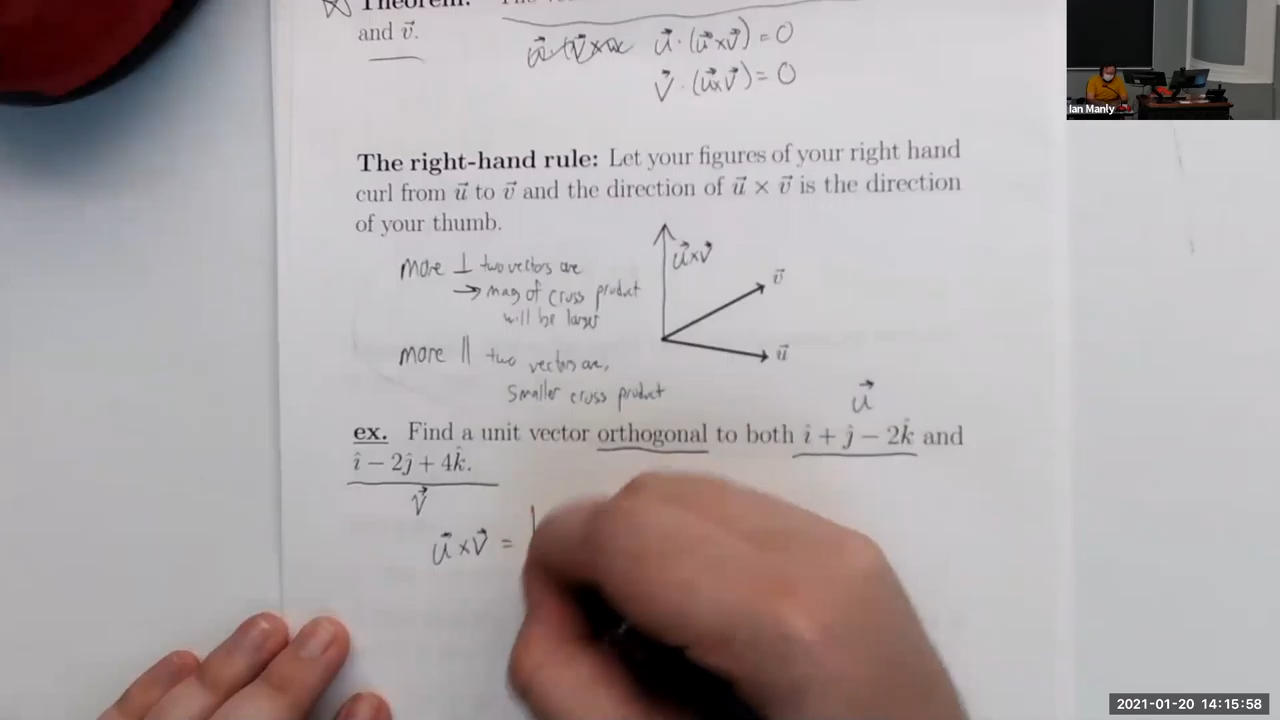 Theorem:
and v⃗.
u⃗·(u⃗×v⃗)=0
v⃗·(u⃗×v⃗)=0
Ian Manly
The right-hand rule: Let your figures of your right hand
curl from u⃗ to v⃗ and the direction of u⃗ × v⃗ is the direction
of your thumb.
more ⊥ two vectors are
→ mag of cross product
will be larger
more || two vectors are,
smaller cross product
u⃗×v⃗
v⃗
u⃗
u⃗
ex. Find a unit vector orthogonal to both î + ĵ − 2k̂ and
î − 2ĵ + 4k̂.
v⃗
u⃗×v⃗ =
2021-01-20 14:15:58